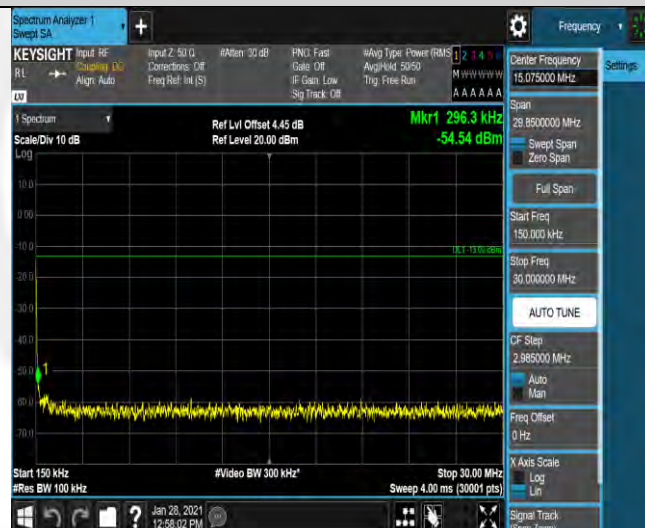 Spectrum Analyzer 1
Swept SA
+
Frequency
KEYSIGHT
Input: RF
Input Z: 50 Ω
#Atten: 30 dB
PNO: Fast
#Avg Type: Power (RMS
1 2 3 4 5 6
RL
Coupling: DC
Corrections: Off
Gate: Off
Avg|Hold: 50/50
M W W W W W
Align: Auto
Freq Ref: Int (S)
IF Gain: Low
Trig: Free Run
Sig Track: Off
A A A A A A
LXI
1 Spectrum
Scale/Div 10 dB
Ref Lvl Offset 4.45 dB
Ref Level 20.00 dBm
Mkr1 296.3 kHz
-54.54 dBm
Log
10.0
0.00
-10.0
DL1 -13.00 dBm
-20.0
-30.0
-40.0
-50.0
1
-60.0
-70.0
Start 150 kHz
#Video BW 300 kHz*
Stop 30.00 MHz
#Res BW 100 kHz
Sweep 4.00 ms (30001 pts)
?
Jan 28, 2021
12:58:02 PM
Center Frequency
15.075000 MHz
Settings
Span
29.8500000 MHz
Swept Span
Zero Span
Full Span
Start Freq
150.000 kHz
Stop Freq
30.000000 MHz
AUTO TUNE
CF Step
2.985000 MHz
Auto
Man
Freq Offset
0 Hz
X Axis Scale
Log
Lin
Signal Track
(Span Zoom)